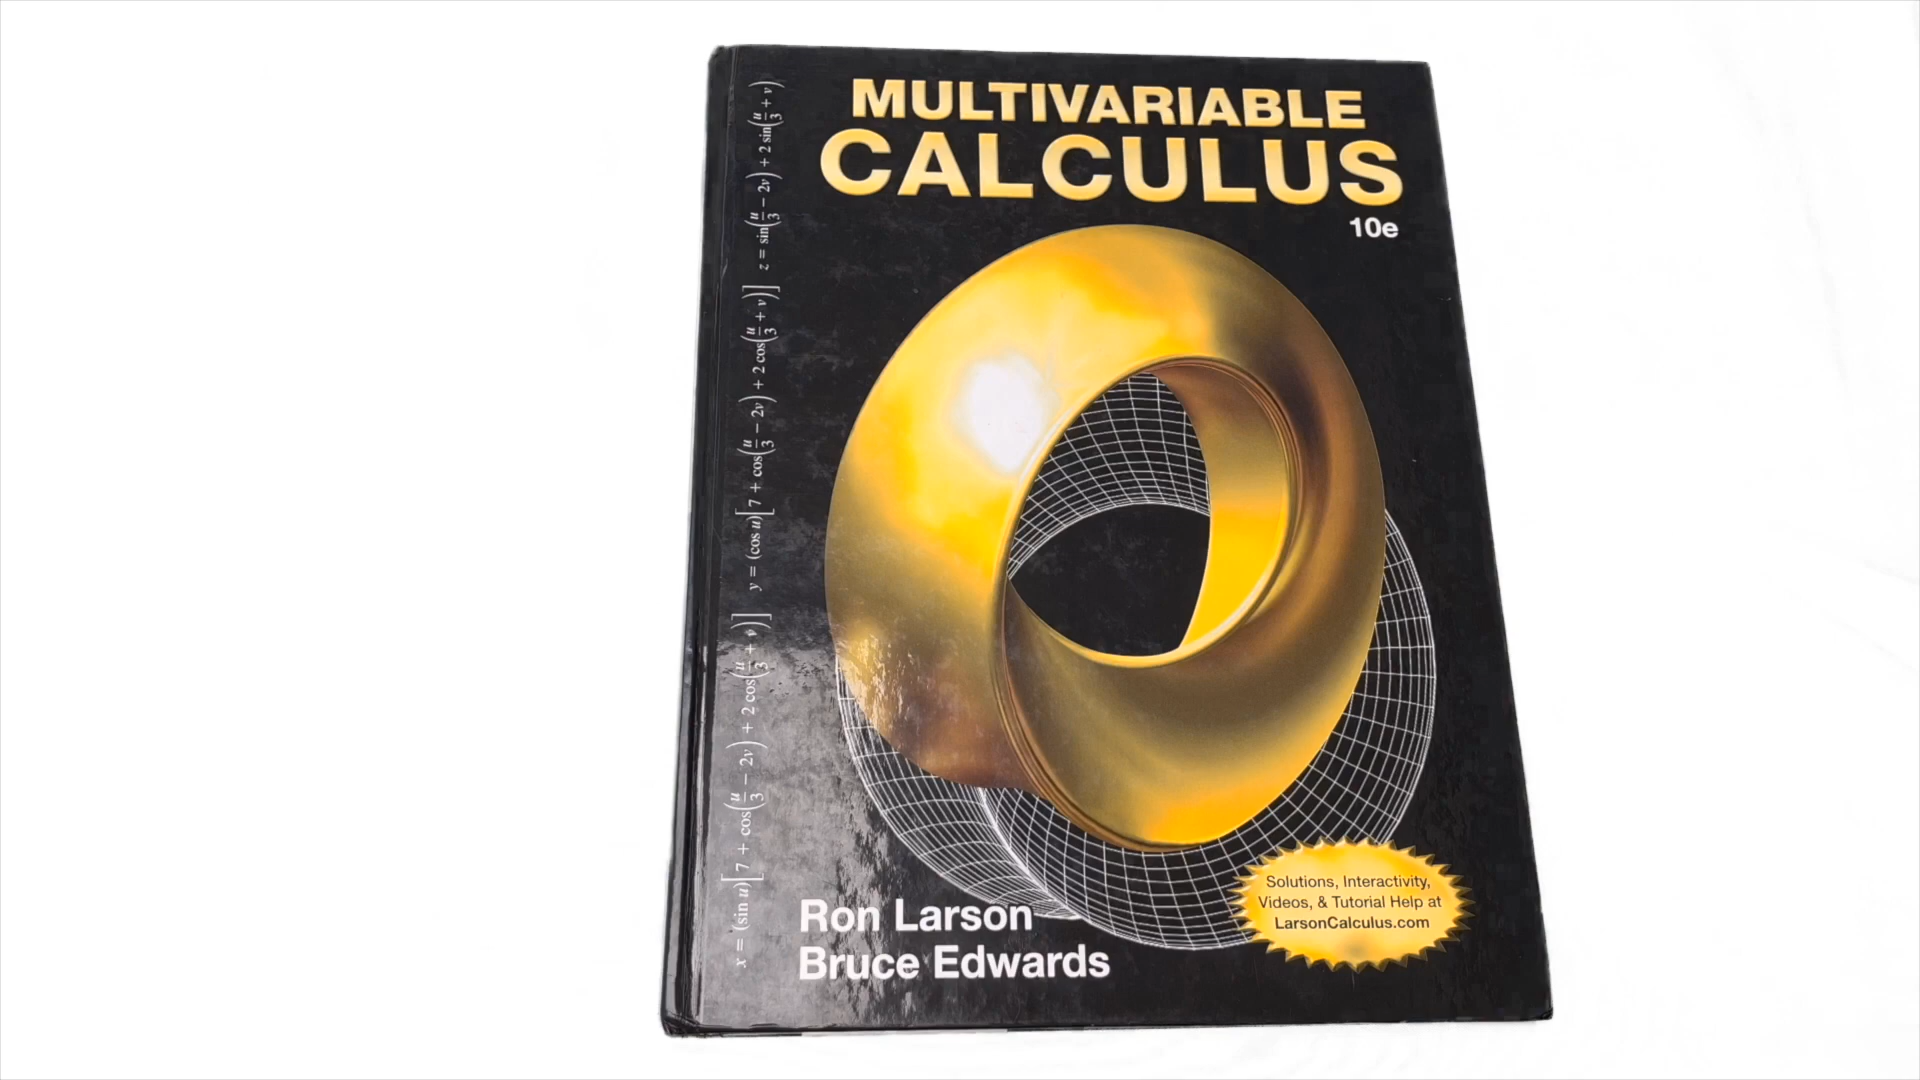 MULTIVARIABLE
CALCULUS
10e
x = (sin u)[7 + cos(u/3 − 2v) + 2 cos(u/3 + v)] y = (cos u)[7 + cos(u/3 − 2v) + 2 cos(u/3 + v)] z = sin(u/3 − 2v) + 2 sin(u/3 + v)
Ron Larson
Bruce Edwards
Solutions, Interactivity,
Videos, & Tutorial Help at
LarsonCalculus.com